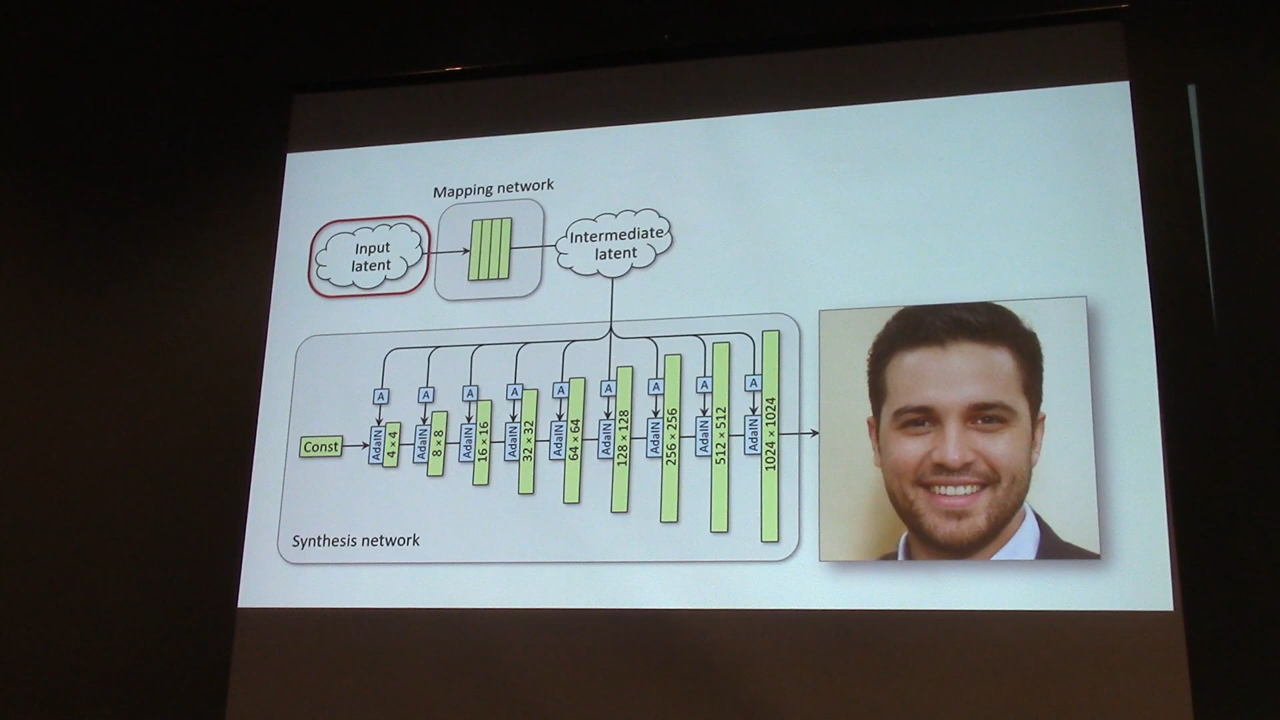 Mapping network
Input
latent
Intermediate
latent
A A A A A A A A A
Const
AdaIN 4 × 4 AdaIN 8 × 8 AdaIN 16 × 16 AdaIN 32 × 32 AdaIN 64 × 64 AdaIN 128 × 128 AdaIN 256 × 256 AdaIN 512 × 512 AdaIN 1024 × 1024
Synthesis network